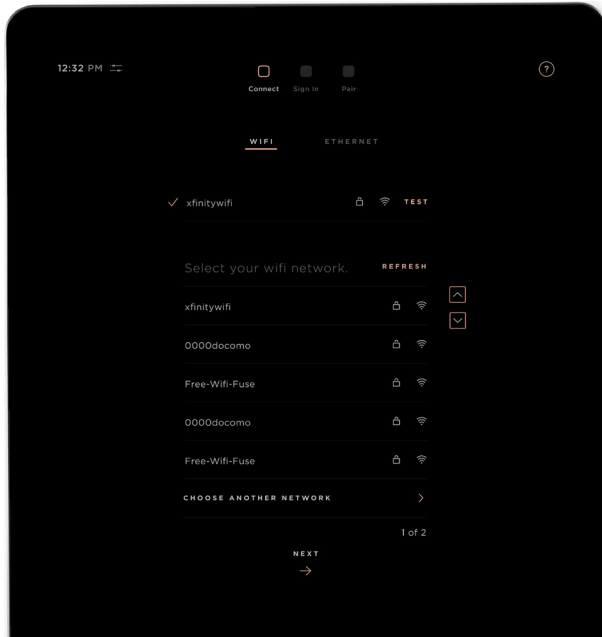 12:32 PM
?
Connect Sign In Pair
WIFI ETHERNET
xfinitywifi TEST
Select your wifi network. REFRESH
xfinitywifi
0000docomo
Free-Wifi-Fuse
0000docomo
Free-Wifi-Fuse
CHOOSE ANOTHER NETWORK
1 of 2
NEXT